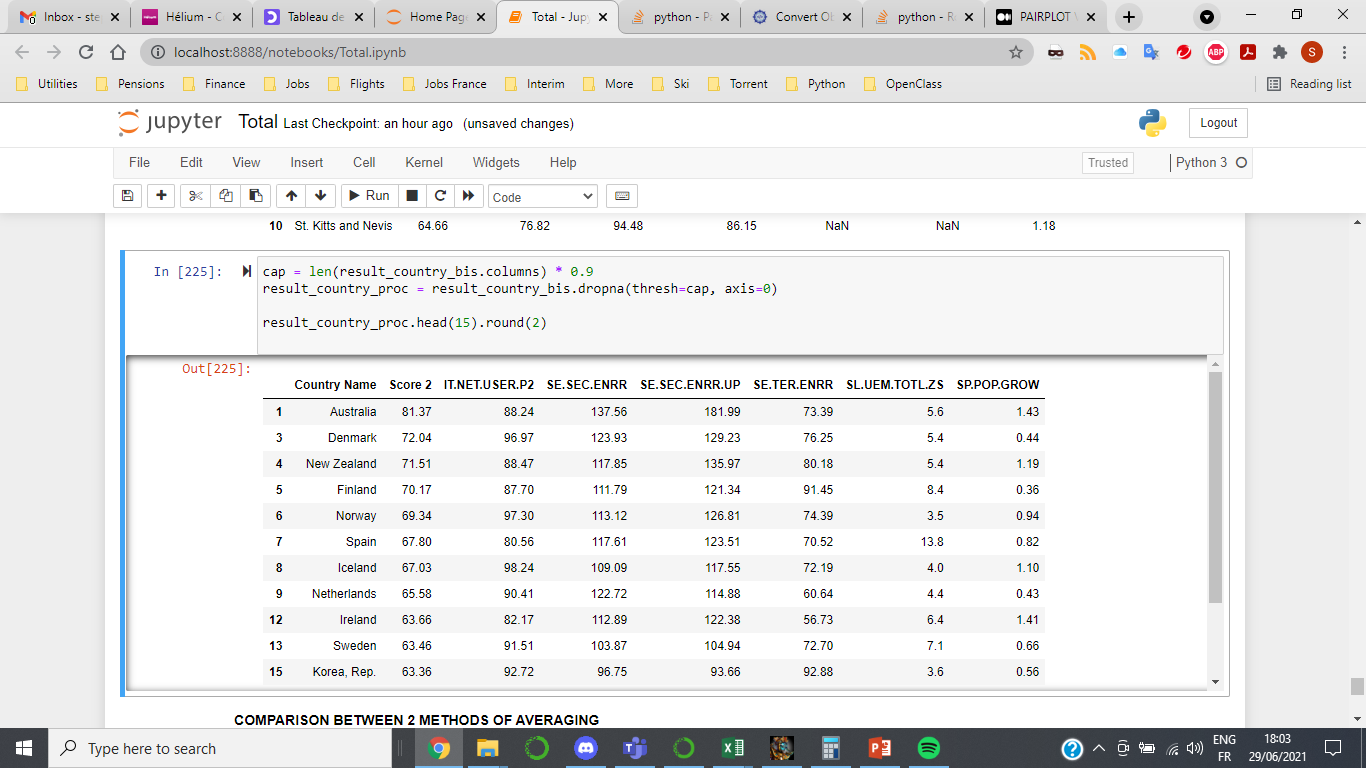 Inbox - ste
Hélium - C
Tableau de
Home Page
Total - Jup
python - Pa
Convert Ob
python - R
PAIRPLOT V
localhost:8888/notebooks/Total.ipynb
ABP
S
Utilities Pensions Finance Jobs Flights Jobs France Interim More Ski Torrent Python OpenClass Reading list
jupyter Total Last Checkpoint: an hour ago (unsaved changes) Logout
File Edit View Insert Cell Kernel Widgets Help Trusted Python 3
Run Code
10 St. Kitts and Nevis 64.66 76.82 94.48 86.15 NaN NaN 1.18
In [225]: cap = len(result_country_bis.columns) * 0.9
result_country_proc = result_country_bis.dropna(thresh=cap, axis=0)
result_country_proc.head(15).round(2)
Out[225]:
Country Name Score 2 IT.NET.USER.P2 SE.SEC.ENRR SE.SEC.ENRR.UP SE.TER.ENRR SL.UEM.TOTL.ZS SP.POP.GROW
1 Australia 81.37 88.24 137.56 181.99 73.39 5.6 1.43
3 Denmark 72.04 96.97 123.93 129.23 76.25 5.4 0.44
4 New Zealand 71.51 88.47 117.85 135.97 80.18 5.4 1.19
5 Finland 70.17 87.70 111.79 121.34 91.45 8.4 0.36
6 Norway 69.34 97.30 113.12 126.81 74.39 3.5 0.94
7 Spain 67.80 80.56 117.61 123.51 70.52 13.8 0.82
8 Iceland 67.03 98.24 109.09 117.55 72.19 4.0 1.10
9 Netherlands 65.58 90.41 122.72 114.88 60.64 4.4 0.43
12 Ireland 63.66 82.17 112.89 122.38 56.73 6.4 1.41
13 Sweden 63.46 91.51 103.87 104.94 72.70 7.1 0.66
15 Korea, Rep. 63.36 92.72 96.75 93.66 92.88 3.6 0.56
COMPARISON BETWEEN 2 METHODS OF AVERAGING
Type here to search
ENG
FR
18:03
29/06/2021